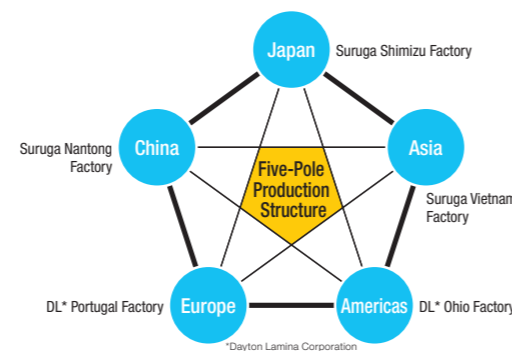 Japan
Suruga Shimizu Factory
China
Suruga Nantong
Factory
Asia
Suruga Vietnam
Factory
Five-Pole
Production
Structure
Europe
DL* Portugal Factory
Americas
DL* Ohio Factory
*Dayton Lamina Corporation